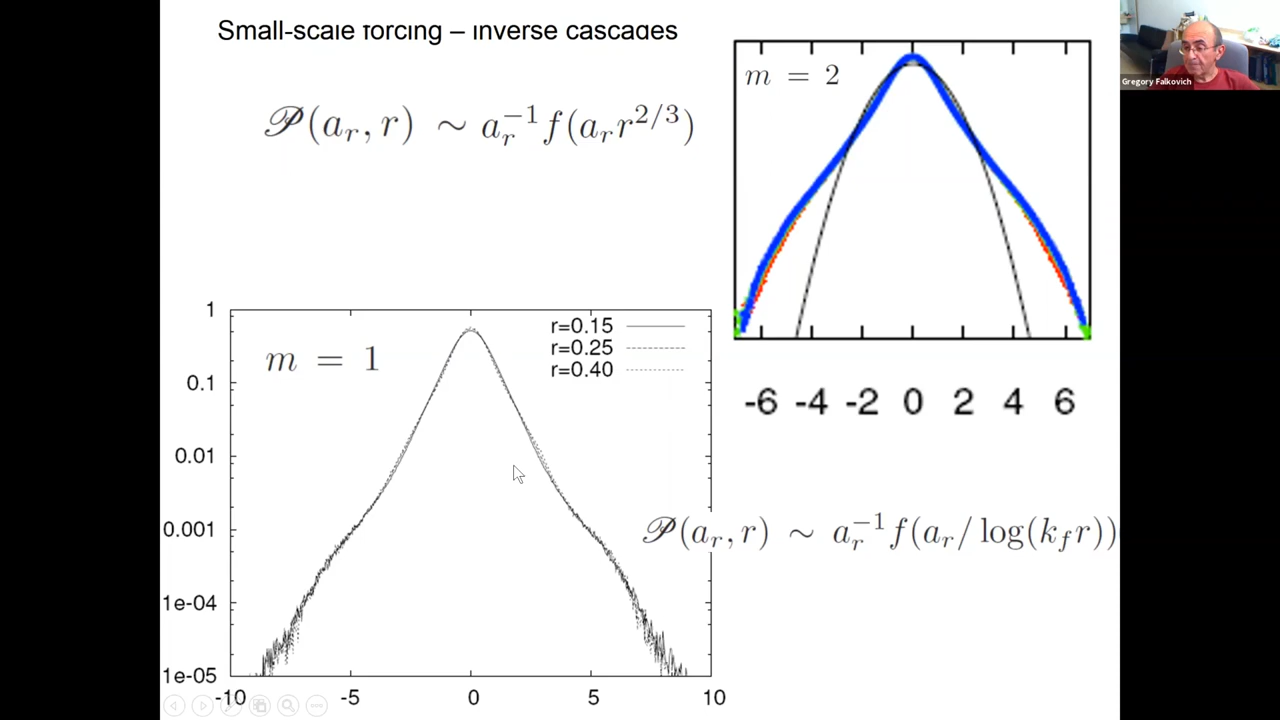 Small-scale forcing – inverse cascades
𝒫(a_r, r) ∼ a_r^{-1} f(a_r r^{2/3})
m = 2
Gregory Falkovich
-6 -4 -2 0 2 4 6
m = 1
r=0.15
r=0.25
r=0.40
1
0.1
0.01
0.001
1e-04
1e-05
-10 -5 0 5 10
𝒫(a_r, r) ∼ a_r^{-1} f(a_r / log(k_f r))